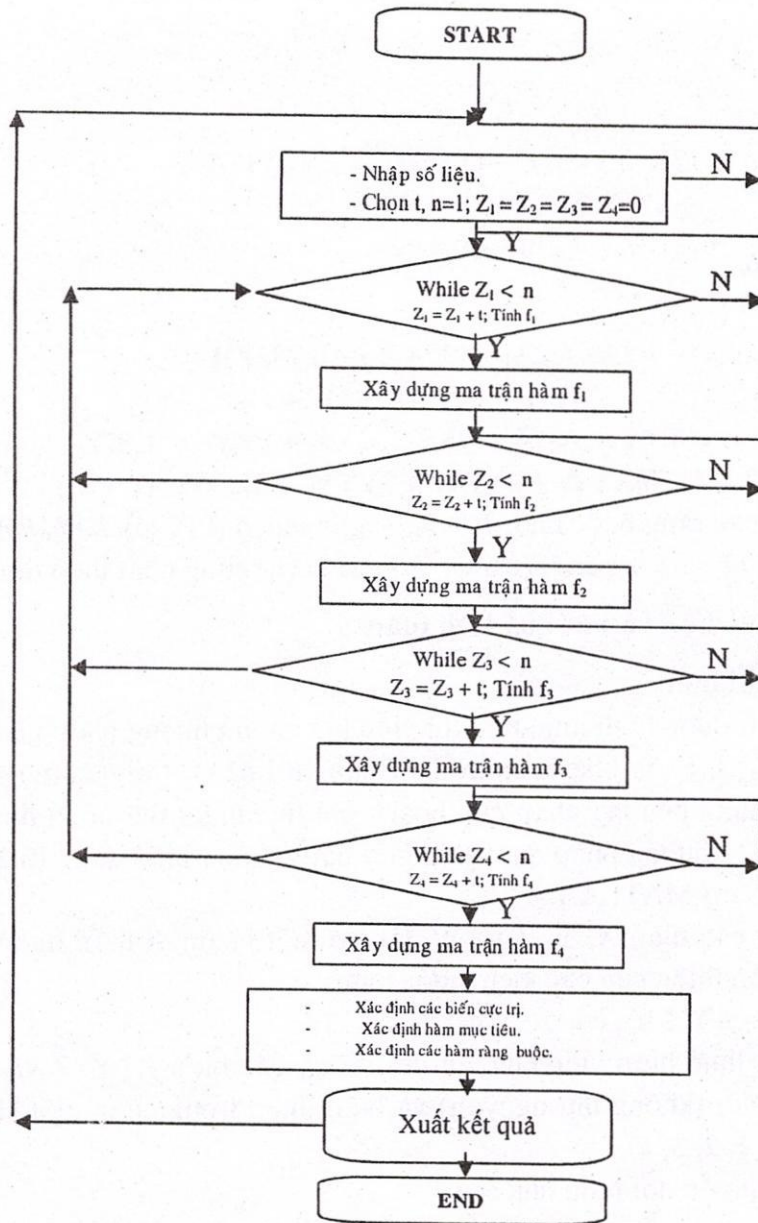 START
- Nhập số liệu.
N
- Chọn t, n=1; Z₁ = Z₂ = Z₃ = Z₄=0
Y
While Z₁ < n
N
Z₁ = Z₁ + t; Tính f₁
Y
Xây dựng ma trận hàm f₁
While Z₂ < n
N
Z₂ = Z₂ + t; Tính f₂
Y
Xây dựng ma trận hàm f₂
While Z₃ < n
N
Z₃ = Z₃ + t; Tính f₃
Y
Xây dựng ma trận hàm f₃
While Z₄ < n
N
Z₄ = Z₄ + t; Tính f₄
Y
Xây dựng ma trận hàm f₄
- Xác định các biến cực trị.
- Xác định hàm mục tiêu.
- Xác định các hàm ràng buộc.
Xuất kết quả
END